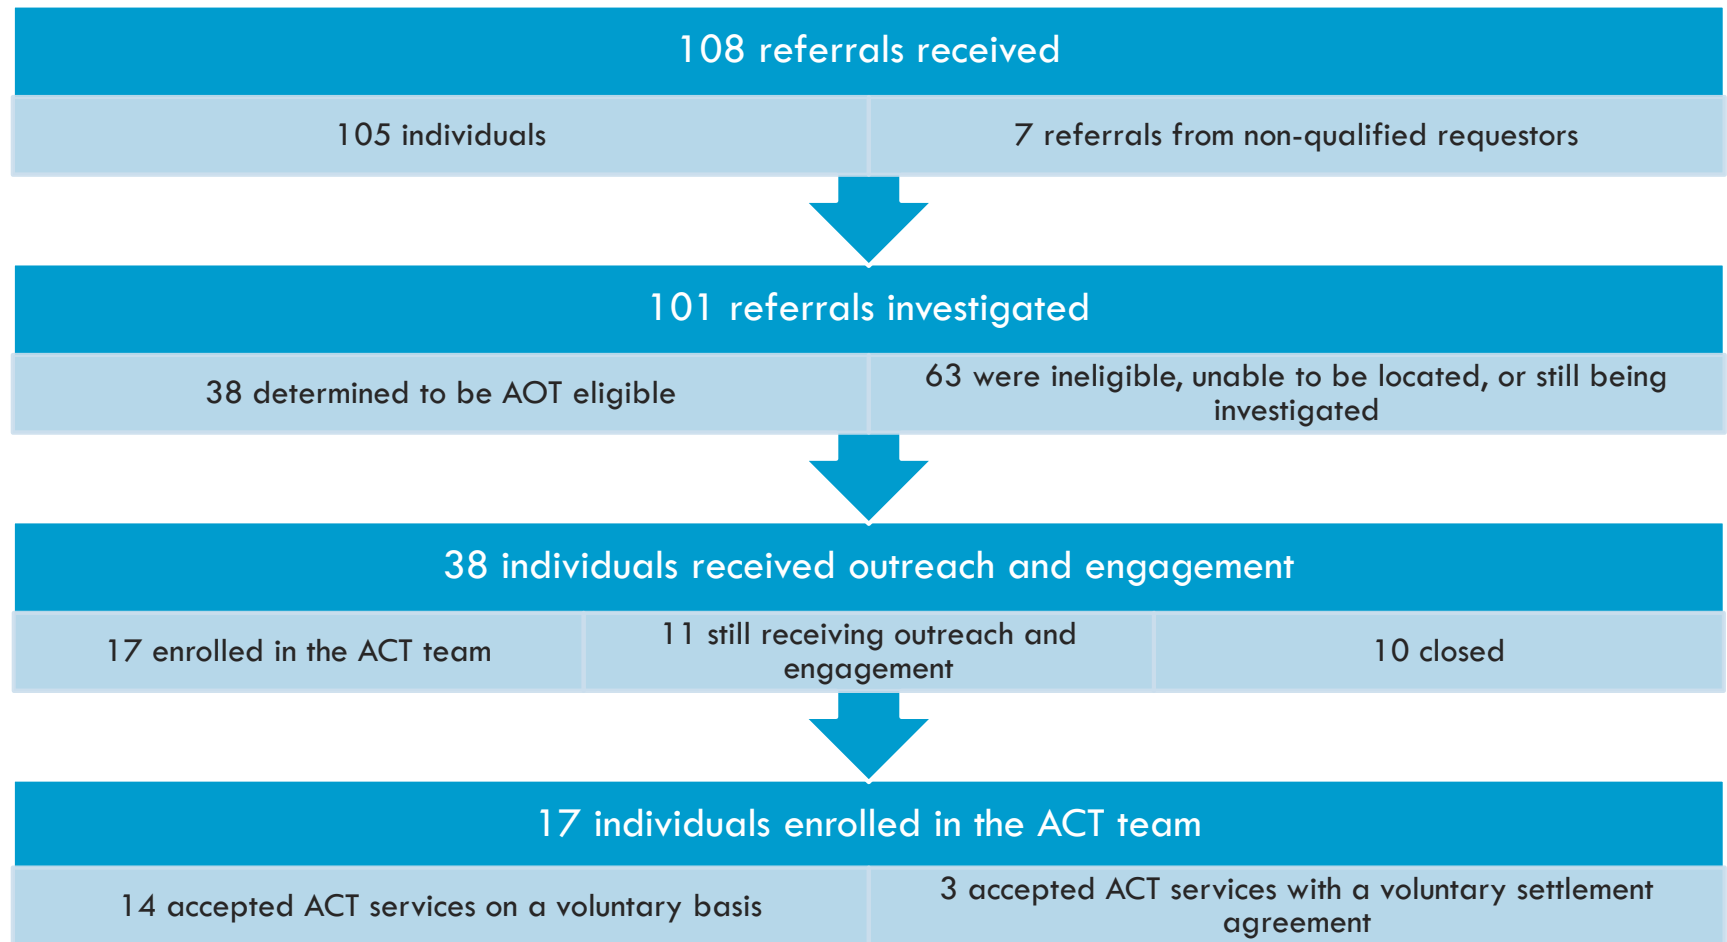 108 referrals received
105 individuals
7 referrals from non-qualified requestors
101 referrals investigated
38 determined to be AOT eligible
63 were ineligible, unable to be located, or still being
investigated
38 individuals received outreach and engagement
17 enrolled in the ACT team
11 still receiving outreach and
engagement
10 closed
17 individuals enrolled in the ACT team
14 accepted ACT services on a voluntary basis
3 accepted ACT services with a voluntary settlement
agreement